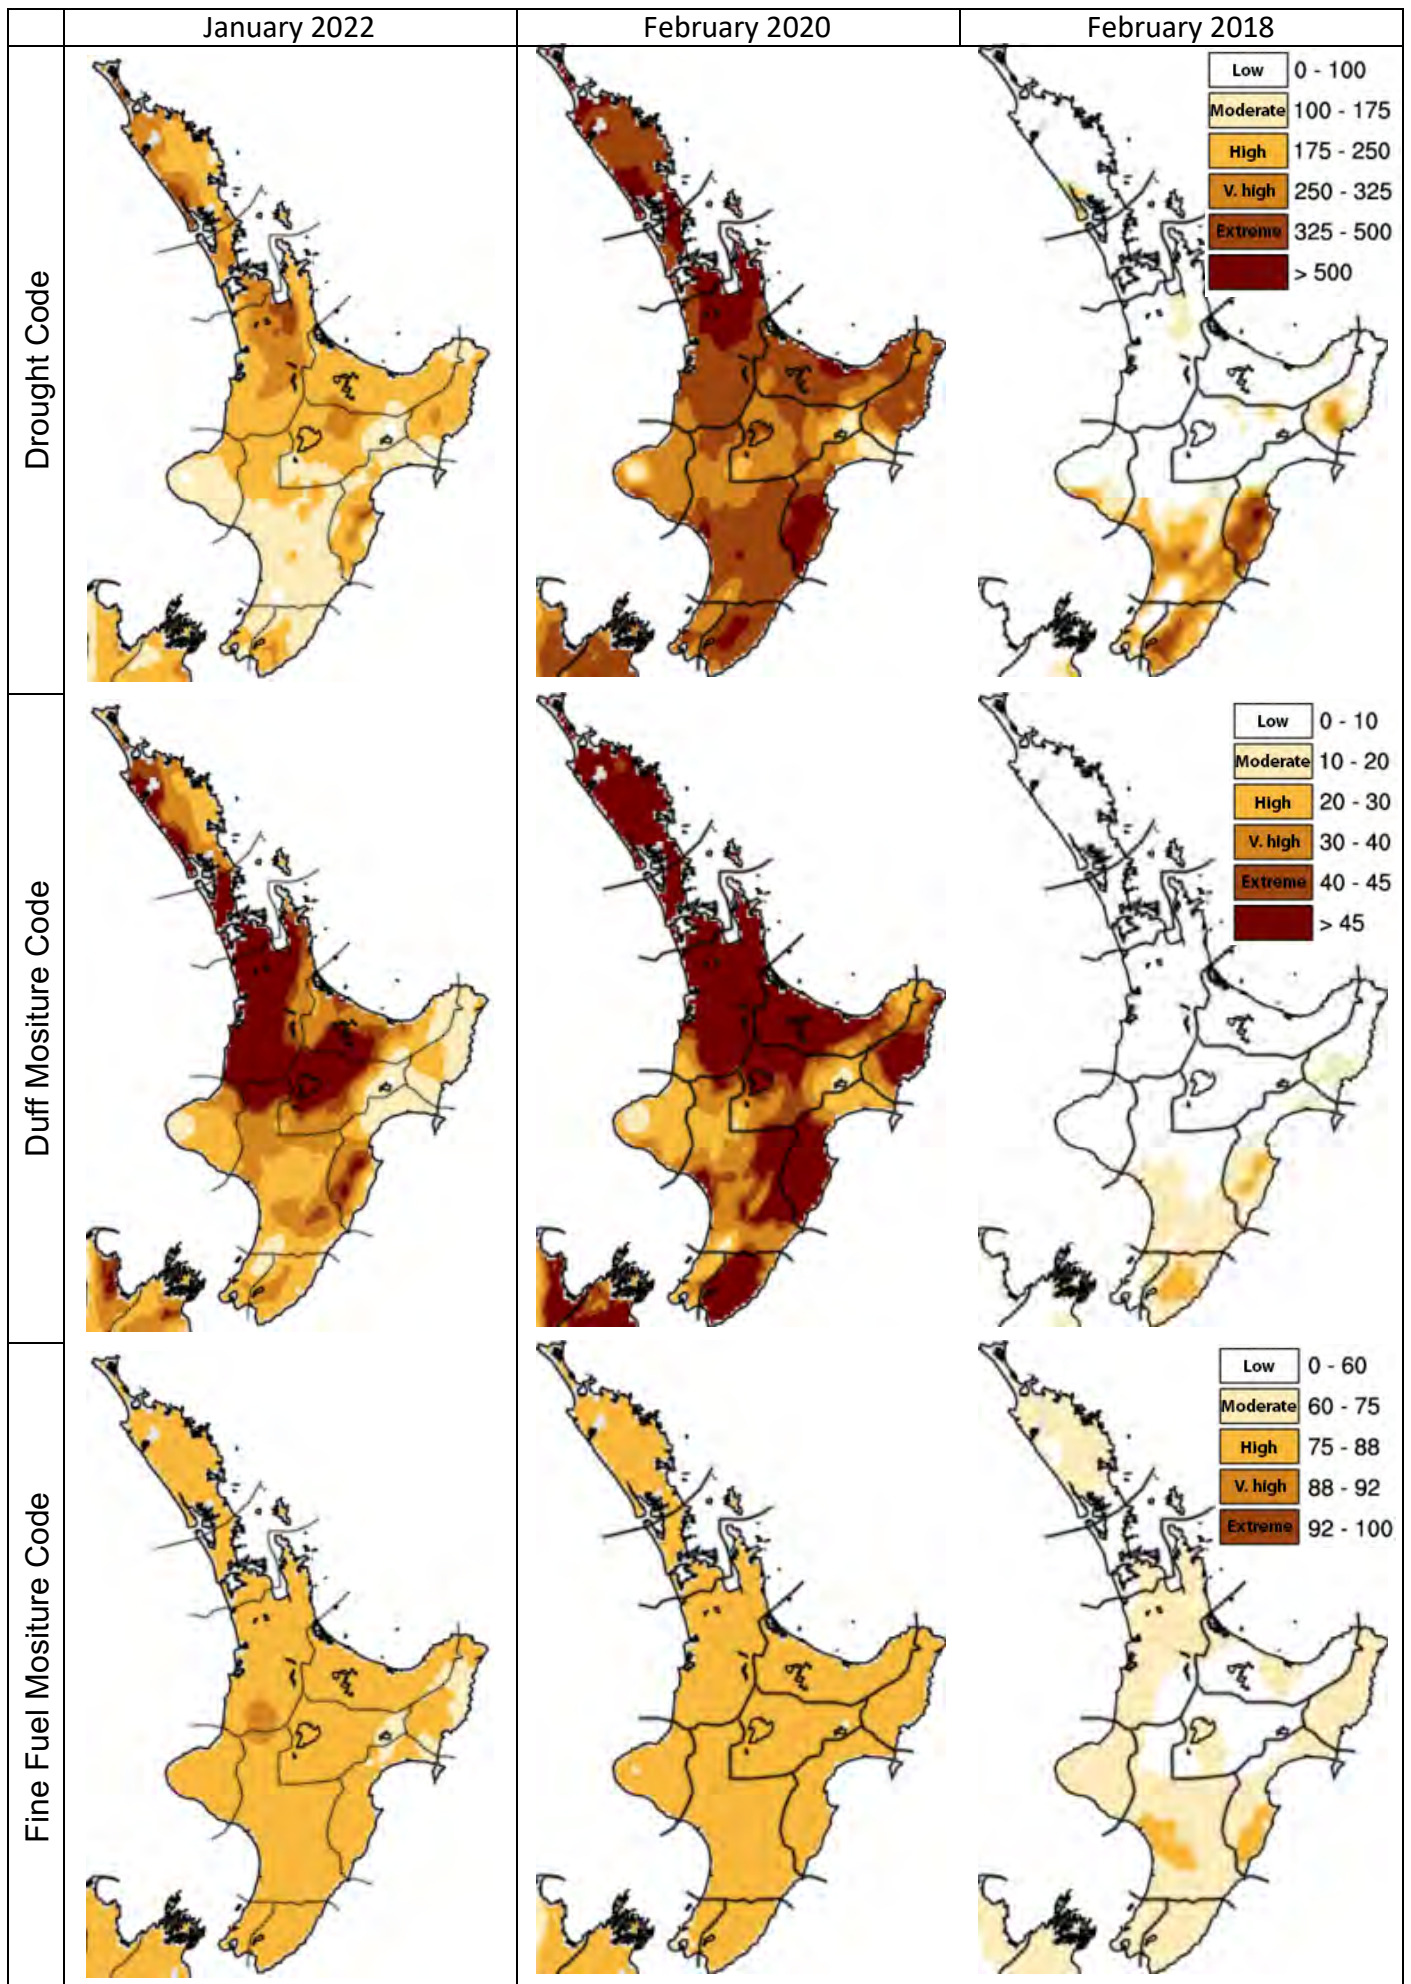 January 2022
February 2020
February 2018
Drought Code
Low 0 - 100
Moderate 100 - 175
High 175 - 250
V. high 250 - 325
Extreme 325 - 500
> 500
Duff Mositure Code
Low 0 - 10
Moderate 10 - 20
High 20 - 30
V. high 30 - 40
Extreme 40 - 45
> 45
Fine Fuel Mositure Code
Low 0 - 60
Moderate 60 - 75
High 75 - 88
V. high 88 - 92
Extreme 92 - 100